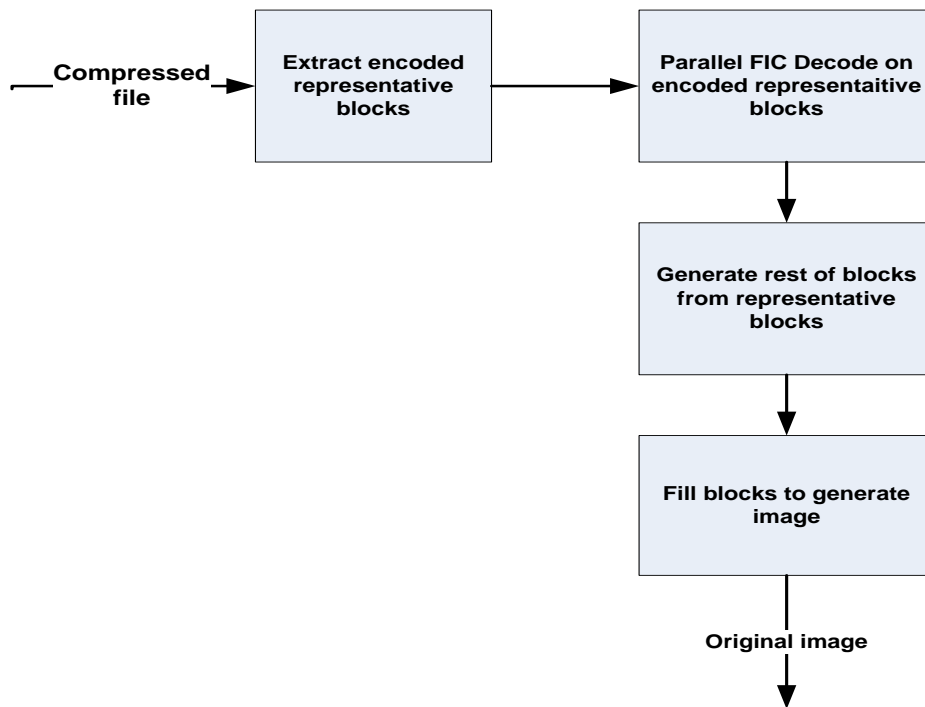 Compressed
file
Extract encoded
representative
blocks
Parallel FIC Decode on
encoded representaitive
blocks
Generate rest of blocks
from representative
blocks
Fill blocks to generate
image
Original image